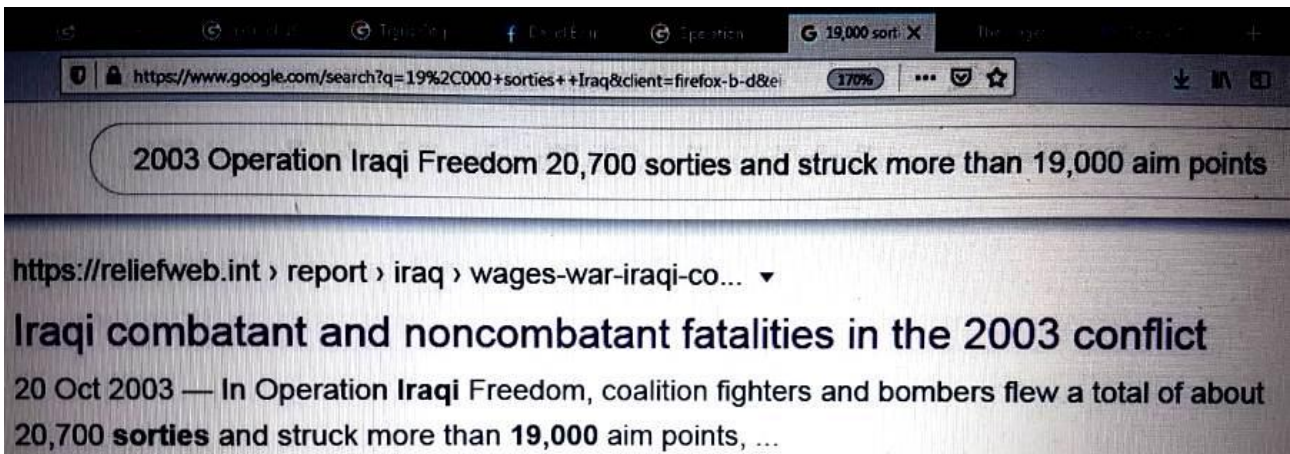 19,000 sort
https://www.google.com/search?q=19%2C000+sorties++Iraq&client=firefox-b-d&ei
170%
2003 Operation Iraqi Freedom 20,700 sorties and struck more than 19,000 aim points
https://reliefweb.int › report › iraq › wages-war-iraqi-co...
Iraqi combatant and noncombatant fatalities in the 2003 conflict
20 Oct 2003 — In Operation Iraqi Freedom, coalition fighters and bombers flew a total of about
20,700 sorties and struck more than 19,000 aim points, ...